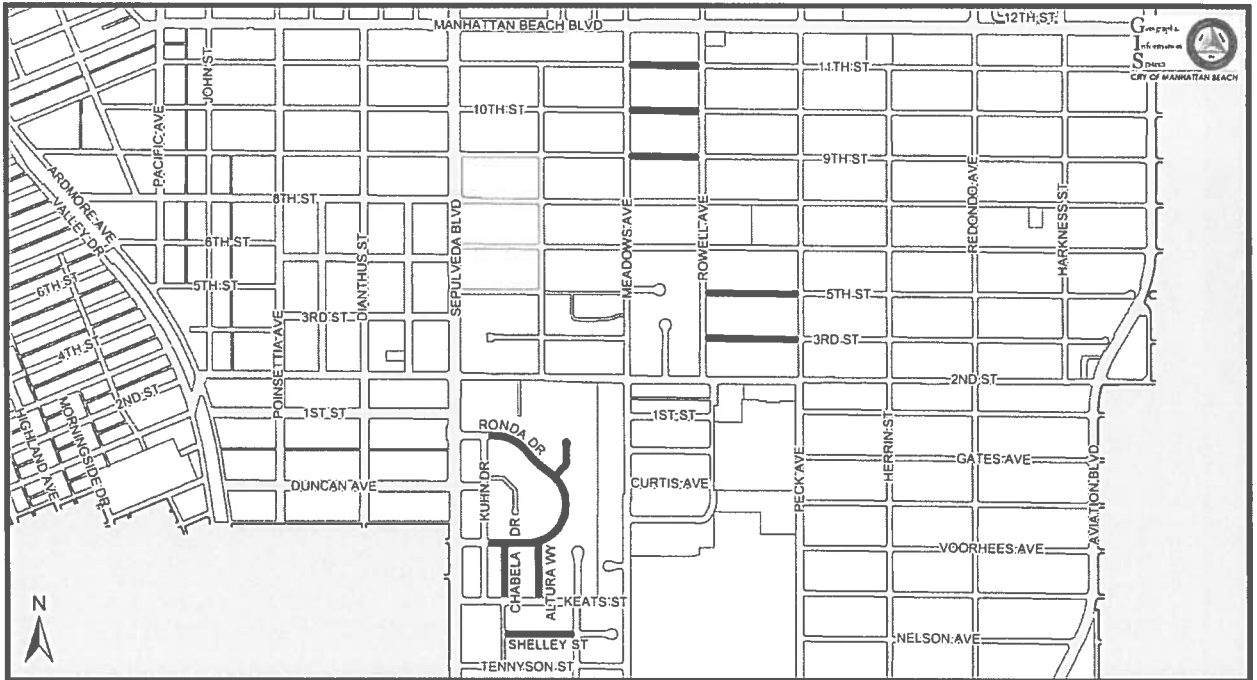 MANHATTAN BEACH BLVD
12TH ST
CITY OF MANHATTAN BEACH
JOHN ST
11TH ST
10TH ST
PACIFIC AVE
9TH ST
ARDMORE AVE
VALLEY DR
8TH ST
6TH ST
5TH ST
DIANTHUS ST
SEPULVEDA BLVD
MEADOWS AVE
ROWELL AVE
REDONDO AVE
HARKNESS ST
6TH ST
5TH ST
3RD ST
3RD ST
4TH ST
POINSETTIA AVE
2ND ST
2ND ST
1ST ST
1ST ST
HIGHLAND AVE
MORNINGSIDE DR
RONDA DR
HERRIN ST
GATES AVE
KUHN DR
DUNCAN AVE
CURTIS AVE
PECK AVE
AVIATION BLVD
CHABELA DR
ALTURA WY
VOORHEES AVE
N
KEATS ST
SHELLEY ST
NELSON AVE
TENNYSON ST